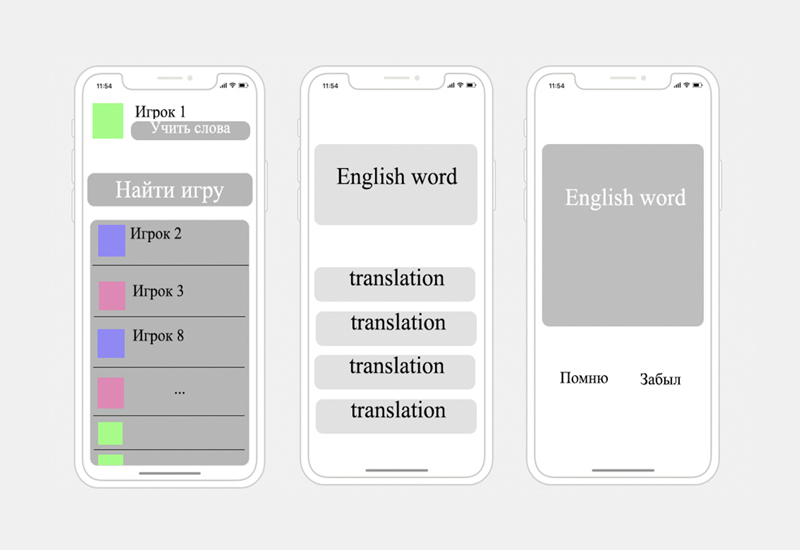 11:54
Игрок 1
Учить слова
Найти игру
Игрок 2
Игрок 3
Игрок 8
...
11:54
English word
translation
translation
translation
translation
11:54
English word
Помню
Забыл